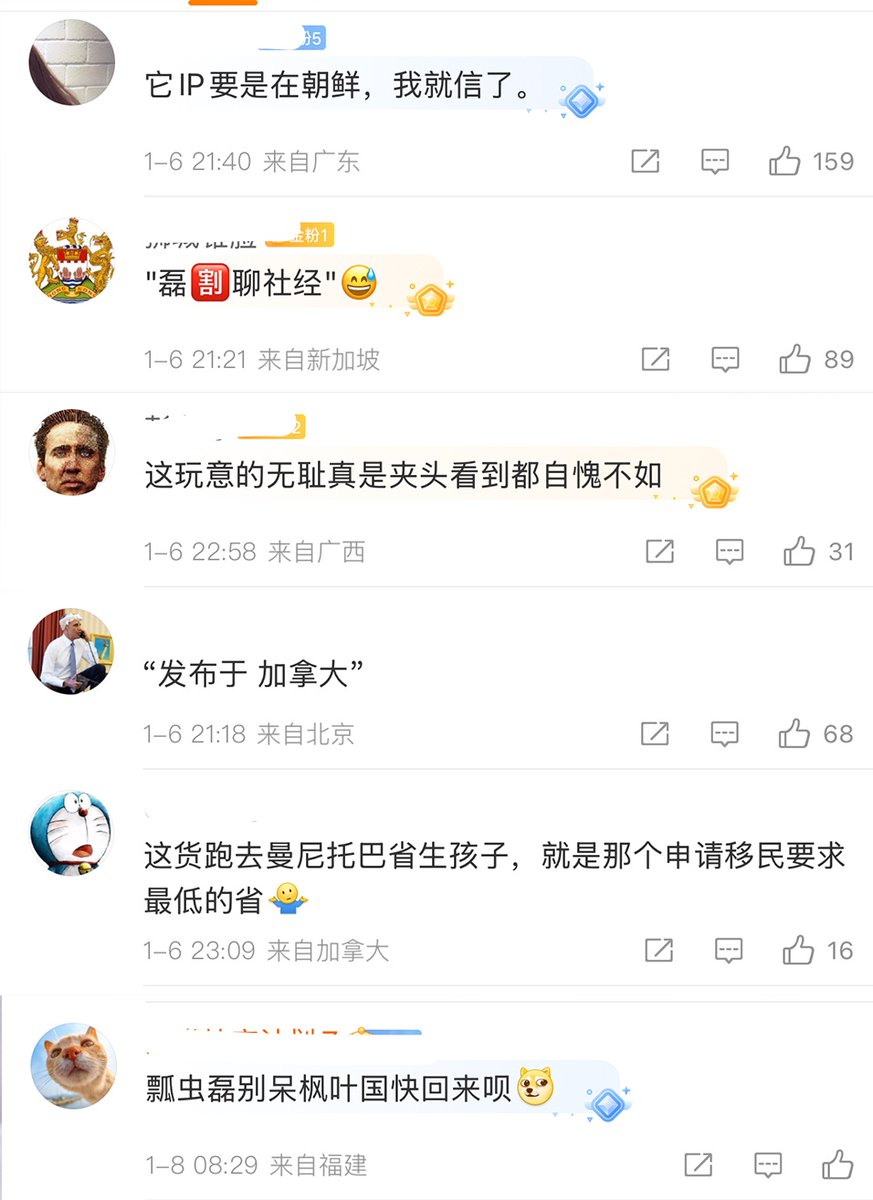 粉5
它IP要是在朝鲜，我就信了。
1–6 21:40 来自广东
159
金粉1
"磊割聊社经"
1–6 21:21 来自新加坡
89
2
这玩意的无耻真是夹头看到都自愧不如
1–6 22:58 来自广西
31
“发布于 加拿大”
1–6 21:18 来自北京
68
这货跑去曼尼托巴省生孩子，就是那个申请移民要求
最低的省
1–6 23:09 来自加拿大
16
瓢虫磊别呆枫叶国快回来呗
1–8 08:29 来自福建